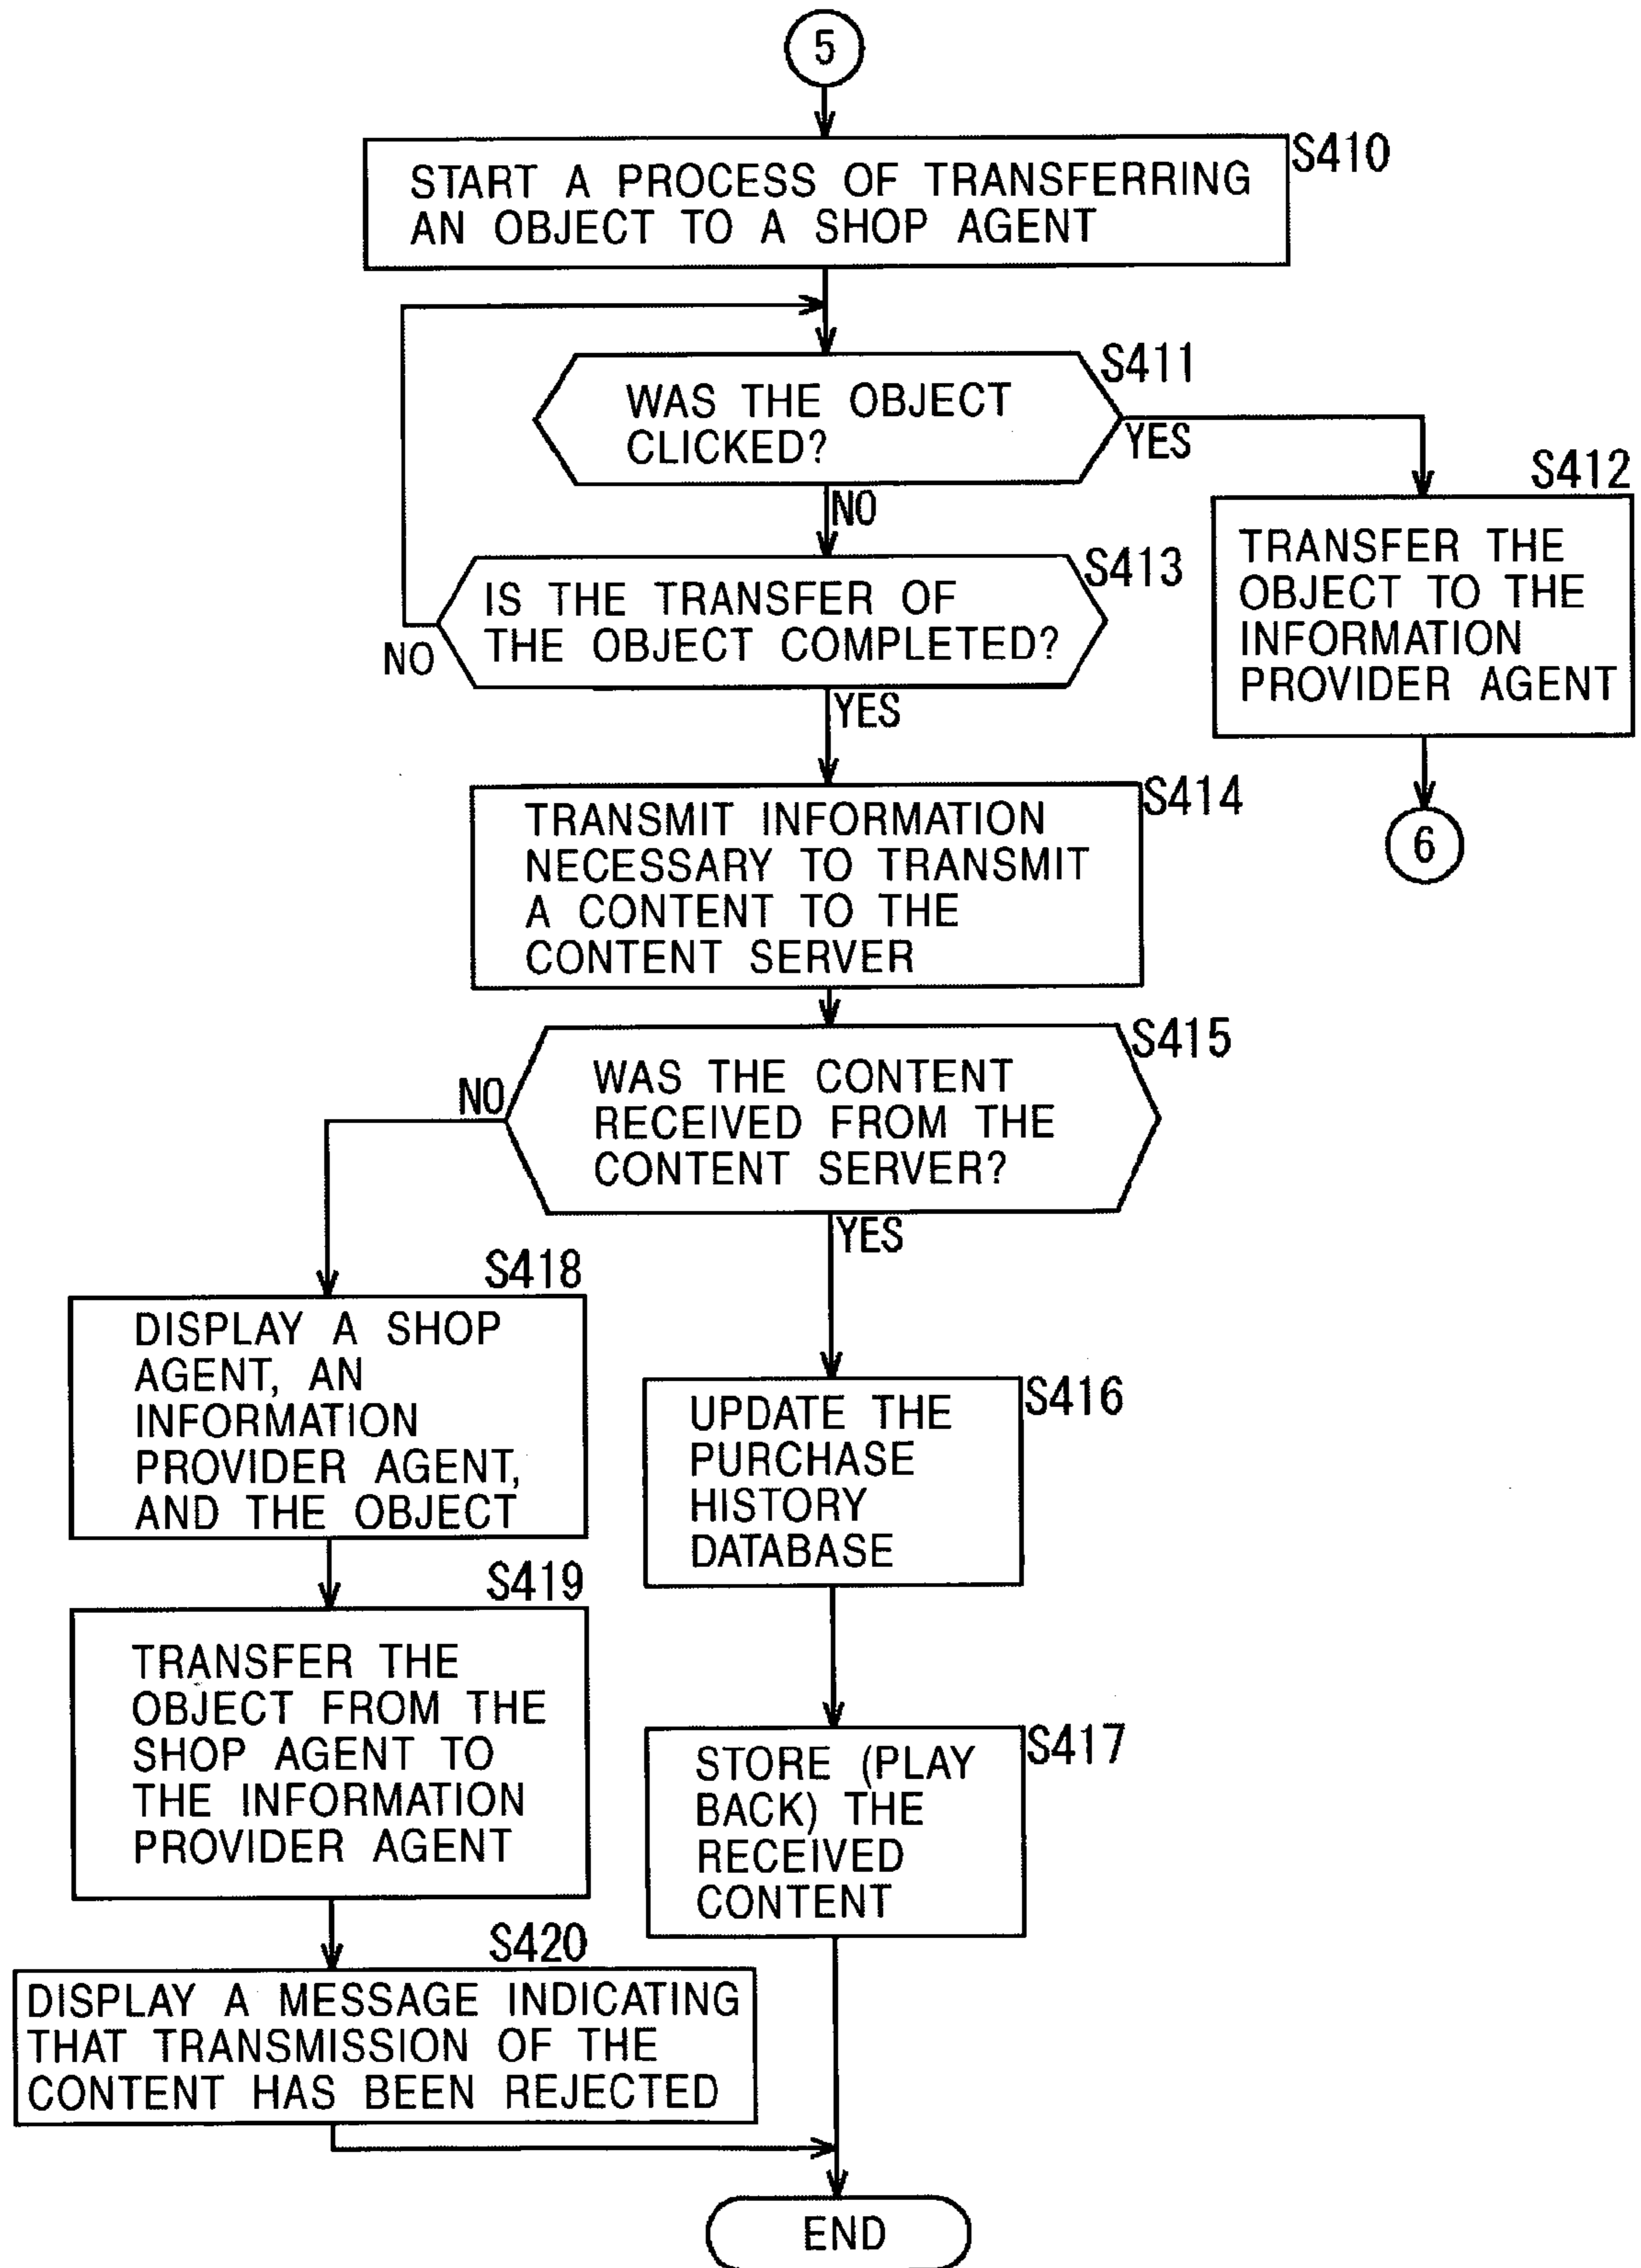 5
S410
START A PROCESS OF TRANSFERRING
AN OBJECT TO A SHOP AGENT
S411
WAS THE OBJECT
CLICKED?
YES
NO
S412
TRANSFER THE
OBJECT TO THE
INFORMATION
PROVIDER AGENT
6
S413
IS THE TRANSFER OF
THE OBJECT COMPLETED?
NO
YES
S414
TRANSMIT INFORMATION
NECESSARY TO TRANSMIT
A CONTENT TO THE
CONTENT SERVER
S415
WAS THE CONTENT
RECEIVED FROM THE
CONTENT SERVER?
NO
YES
S418
DISPLAY A SHOP
AGENT, AN
INFORMATION
PROVIDER AGENT,
AND THE OBJECT
S416
UPDATE THE
PURCHASE
HISTORY
DATABASE
S419
TRANSFER THE
OBJECT FROM THE
SHOP AGENT TO
THE INFORMATION
PROVIDER AGENT
S417
STORE (PLAY
BACK) THE
RECEIVED
CONTENT
S420
DISPLAY A MESSAGE INDICATING
THAT TRANSMISSION OF THE
CONTENT HAS BEEN REJECTED
END